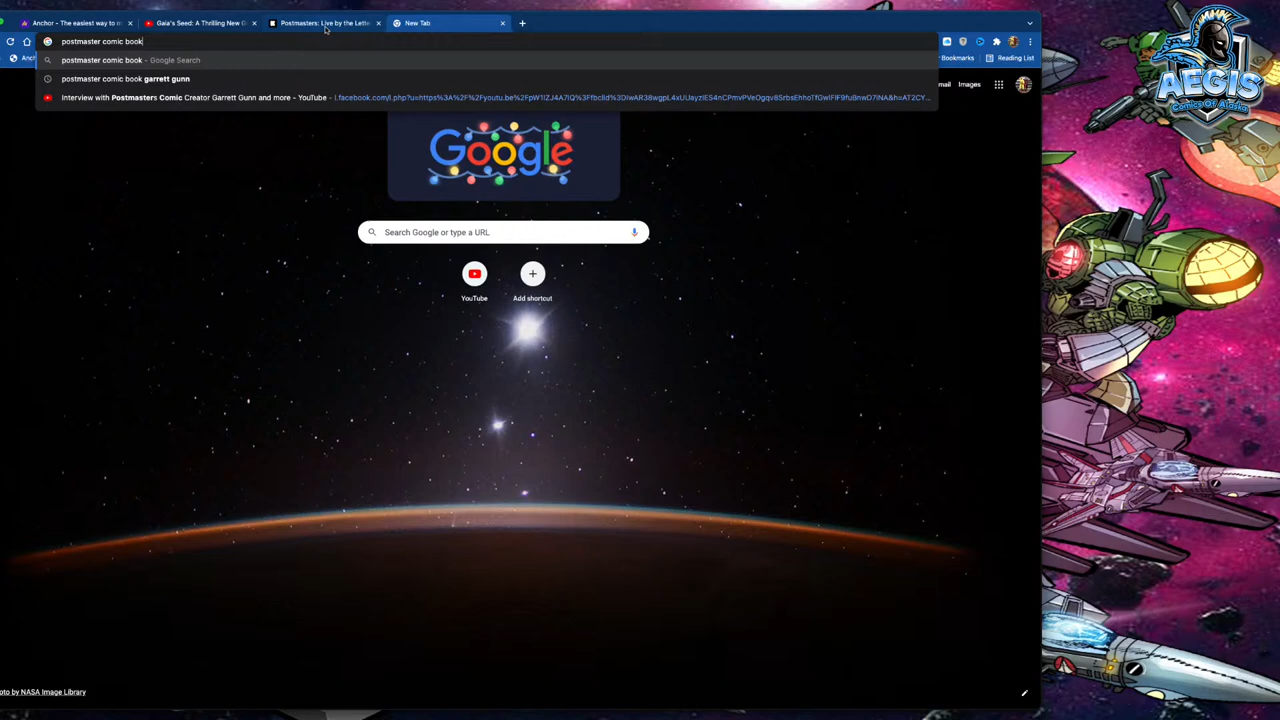 Anchor - The easiest way to m
Gaia's Seed: A Thrilling New G
Postmasters: Live by the Lette
New Tab
postmaster comic book
postmaster comic book - Google Search
Bookmarks
Reading List
postmaster comic book garrett gunn
Interview with Postmasters Comic Creator Garrett Gunn and more - YouTube
mail
Images
AEGIS
Comics Of Alaska
Google
Search Google or type a URL
YouTube
Add shortcut
oto by NASA Image Library